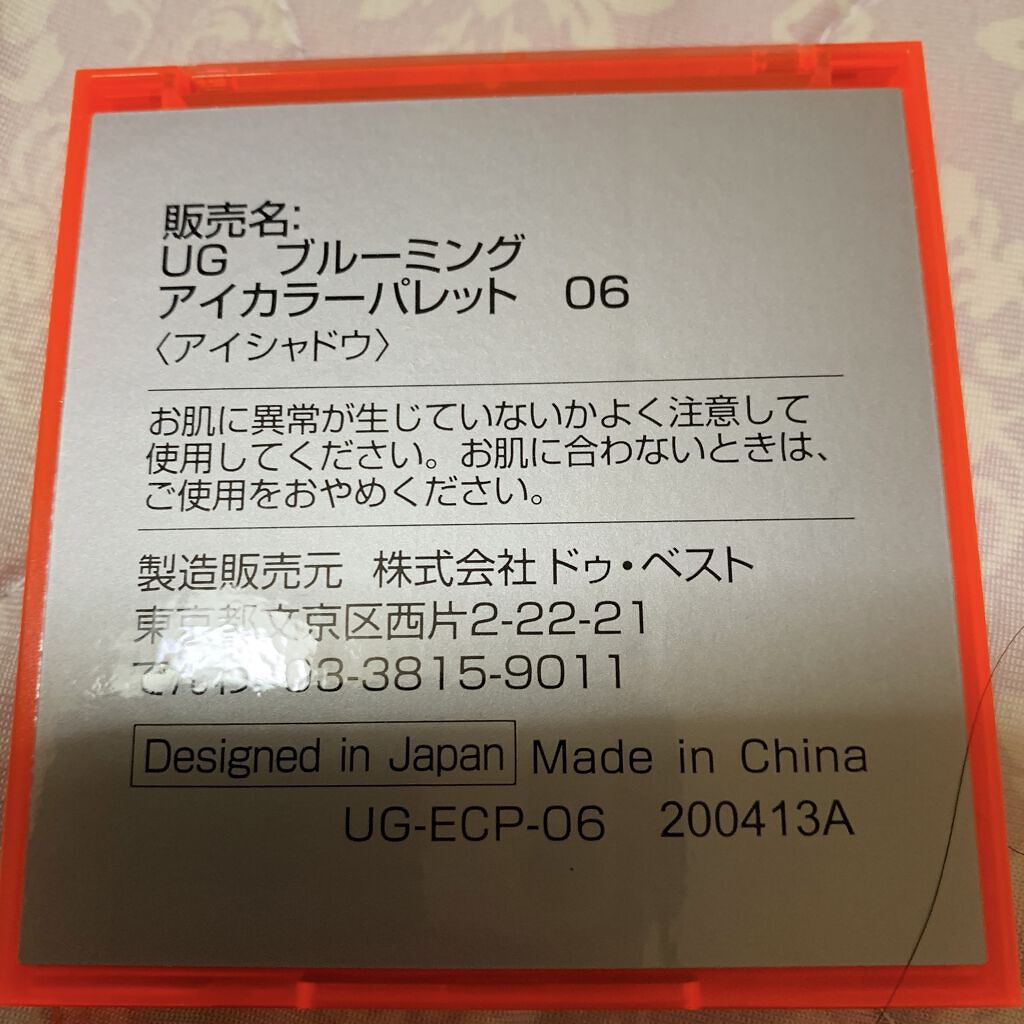 販売名:
UG ブルーミング
アイカラーパレット 06
〈アイシャドウ〉
お肌に異常が生じていないかよく注意して
使用してください。お肌に合わないときは、
ご使用をおやめください。
製造販売元 株式会社ドゥ・ベスト
東京都文京区西片2-22-21
でんわ 03-3815-9011
Designed in Japan Made in China
UG-ECP-06 200413A